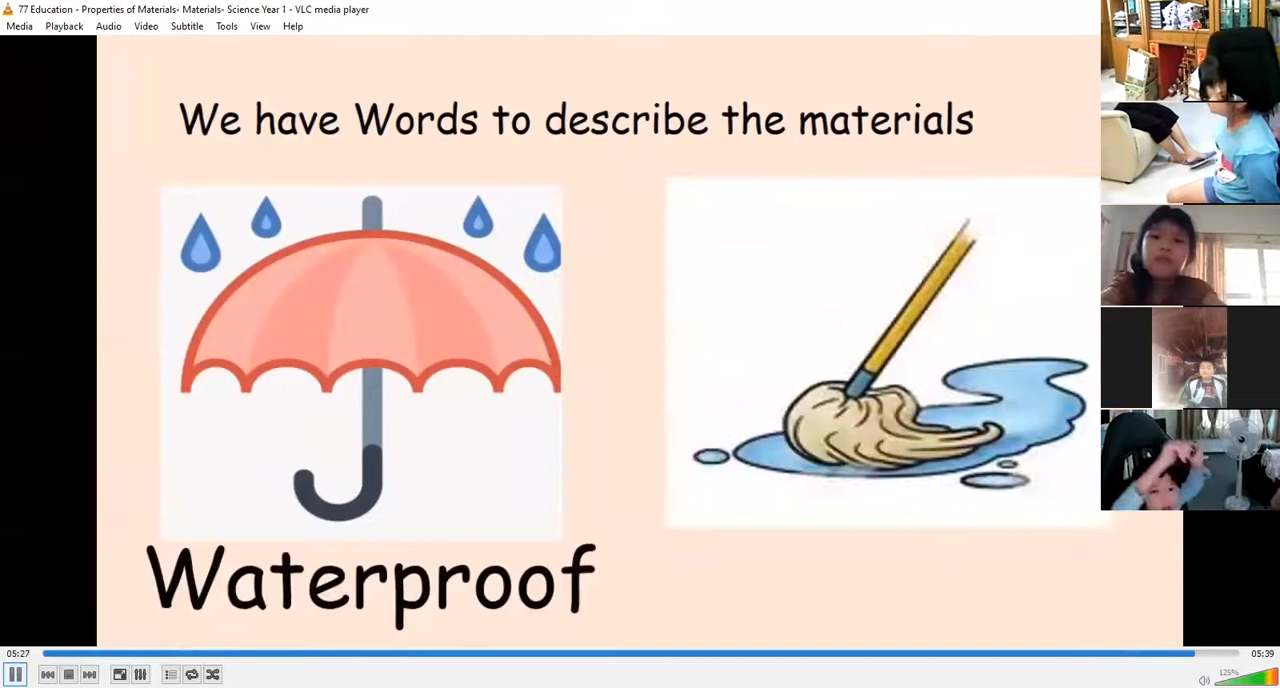 77 Education - Properties of Materials- Materials- Science Year 1 - VLC media player
Media Playback Audio Video Subtitle Tools View Help
We have Words to describe the materials
Waterproof
05:27
05:39
125%